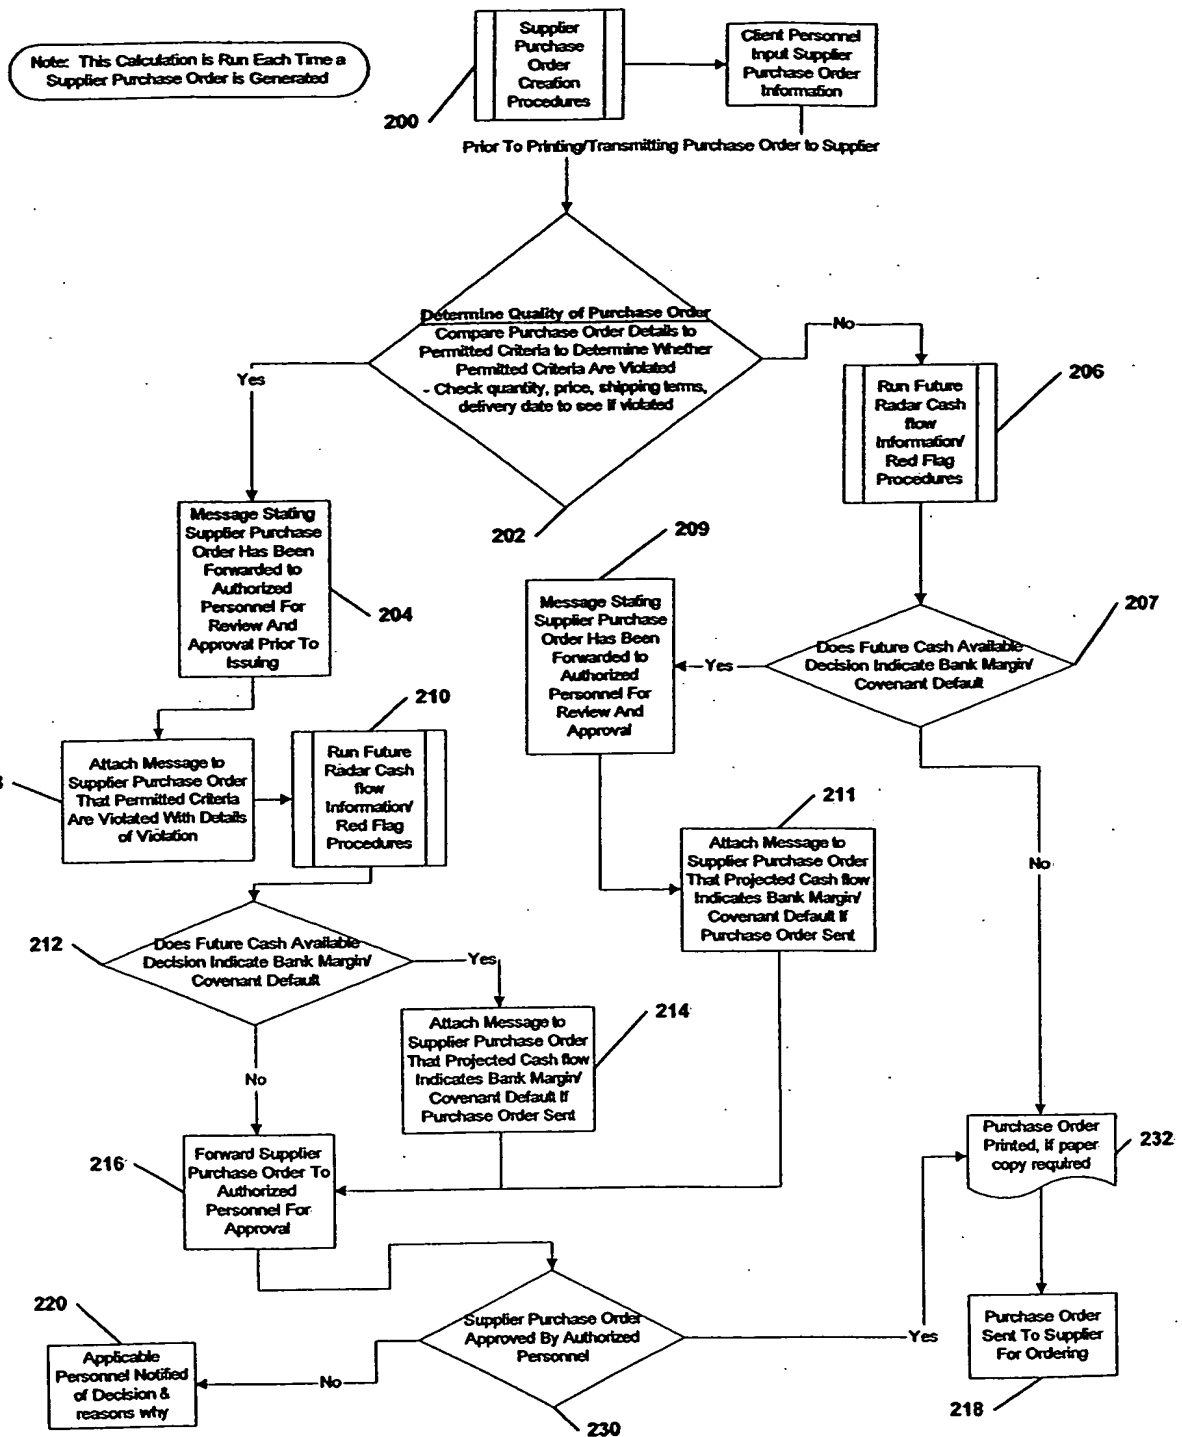 Note: This Calculation is Run Each Time a
Supplier Purchase Order is Generated
Supplier
Purchase
Order
Creation
Procedures
200
Client Personnel
Input Supplier
Purchase Order
Information
Prior To Printing/Transmitting Purchase Order to Supplier
Determine Quality of Purchase Order
Compare Purchase Order Details to
Permitted Criteria to Determine Whether
Permitted Criteria Are Violated
- Check quantity, price, shipping terms,
delivery date to see if violated
202
Yes
No
Run Future
Radar Cash
flow
Information/
Red Flag
Procedures
206
Message Stating
Supplier Purchase
Order Has Been
Forwarded to
Authorized
Personnel For
Review And
Approval Prior To
Issuing
204
209
Message Stating
Supplier Purchase
Order Has Been
Forwarded to
Authorized
Personnel For
Review And
Approval
Yes
Does Future Cash Available
Decision Indicate Bank Margin/
Covenant Default
207
No
Attach Message to
Supplier Purchase Order
That Permitted Criteria
Are Violated With Details
of Violation
210
Run Future
Radar Cash
flow
Information/
Red Flag
Procedures
211
Attach Message to
Supplier Purchase Order
That Projected Cash flow
Indicates Bank Margin/
Covenant Default If
Purchase Order Sent
212
Does Future Cash Available
Decision Indicate Bank Margin/
Covenant Default
Yes
No
Attach Message to
Supplier Purchase Order
That Projected Cash flow
Indicates Bank Margin/
Covenant Default If
Purchase Order Sent
214
216
Forward Supplier
Purchase Order To
Authorized
Personnel For
Approval
Purchase Order
Printed, If paper
copy required
232
Supplier Purchase Order
Approved By Authorized
Personnel
230
Yes
No
220
Applicable
Personnel Notified
of Decision &
reasons why
Purchase Order
Sent To Supplier
For Ordering
218